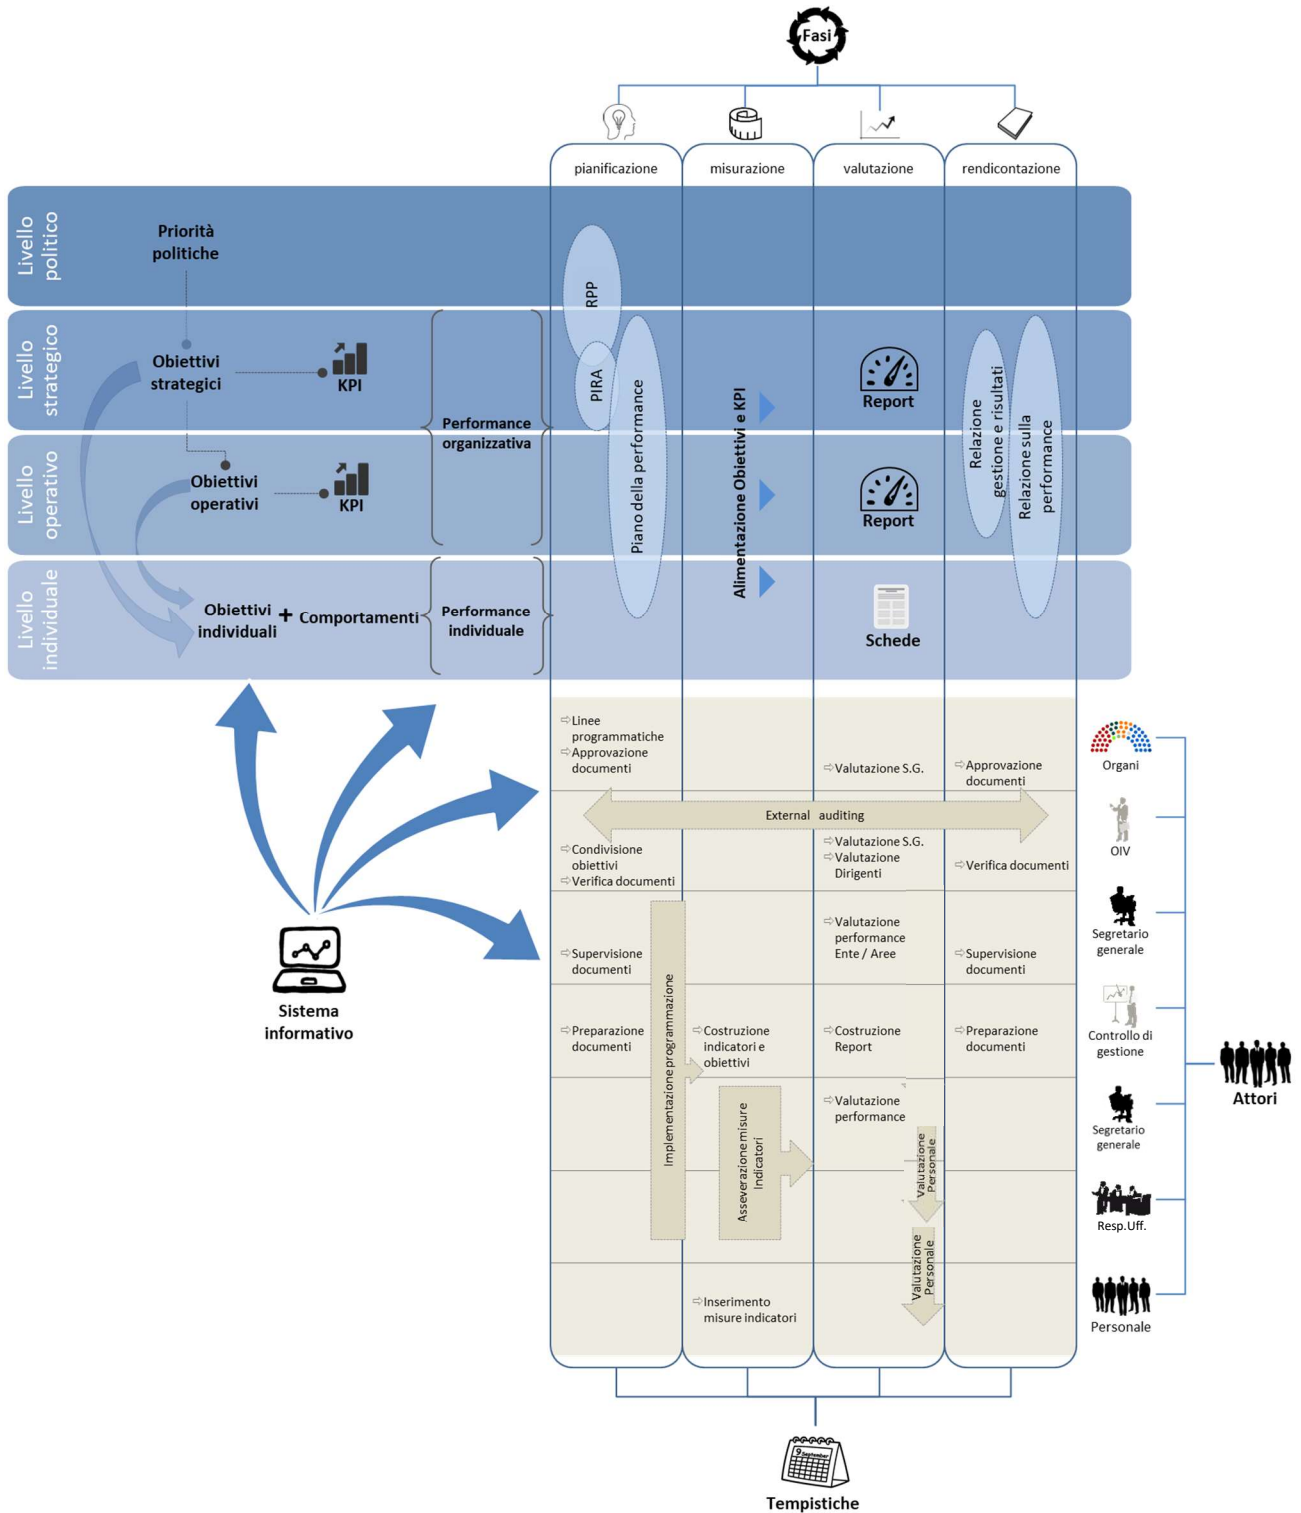 Fasi
pianificazione
misurazione
valutazione
rendicontazione
Livello
politico
Priorità
politiche
RPP
Livello
strategico
Obiettivi
strategici
KPI
PIRA
Report
Performance
organizzativa
Piano della performance
Alimentazione Obiettivi e KPI
Relazione
gestione e risultati
Relazione sulla
performance
Livello
operativo
Obiettivi
operativi
KPI
Report
Livello
individuale
Obiettivi
individuali
+
Comportamenti
Performance
individuale
Schede
⇨Linee
programmatiche
⇨Approvazione
documenti
⇨Valutazione S.G.
⇨Approvazione
documenti
Organi
External auditing
⇨Condivisione
obiettivi
⇨Verifica documenti
⇨Valutazione S.G.
⇨Valutazione
Dirigenti
⇨Verifica documenti
OIV
⇨Supervisione
documenti
⇨Valutazione
performance
Ente / Aree
⇨Supervisione
documenti
Segretario
generale
Sistema
informativo
⇨Preparazione
documenti
Implementazione programmazione
⇨Costruzione
indicatori e
obiettivi
⇨Costruzione
Report
⇨Preparazione
documenti
Controllo di
gestione
Attori
Asseverazione misure
Indicatori
⇨Valutazione
performance
Valutazione
Personale
Segretario
generale
Resp.Uff.
Valutazione
Personale
⇨Inserimento
misure indicatori
Personale
9 September
Tempistiche